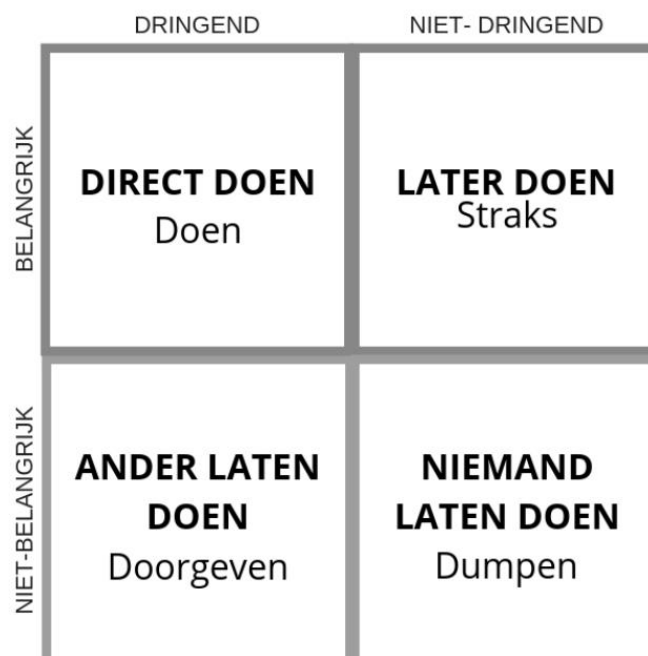 DRINGEND
NIET- DRINGEND
BELANGRIJK
DIRECT DOEN
Doen
LATER DOEN
Straks
NIET-BELANGRIJK
ANDER LATEN
DOEN
Doorgeven
NIEMAND
LATEN DOEN
Dumpen